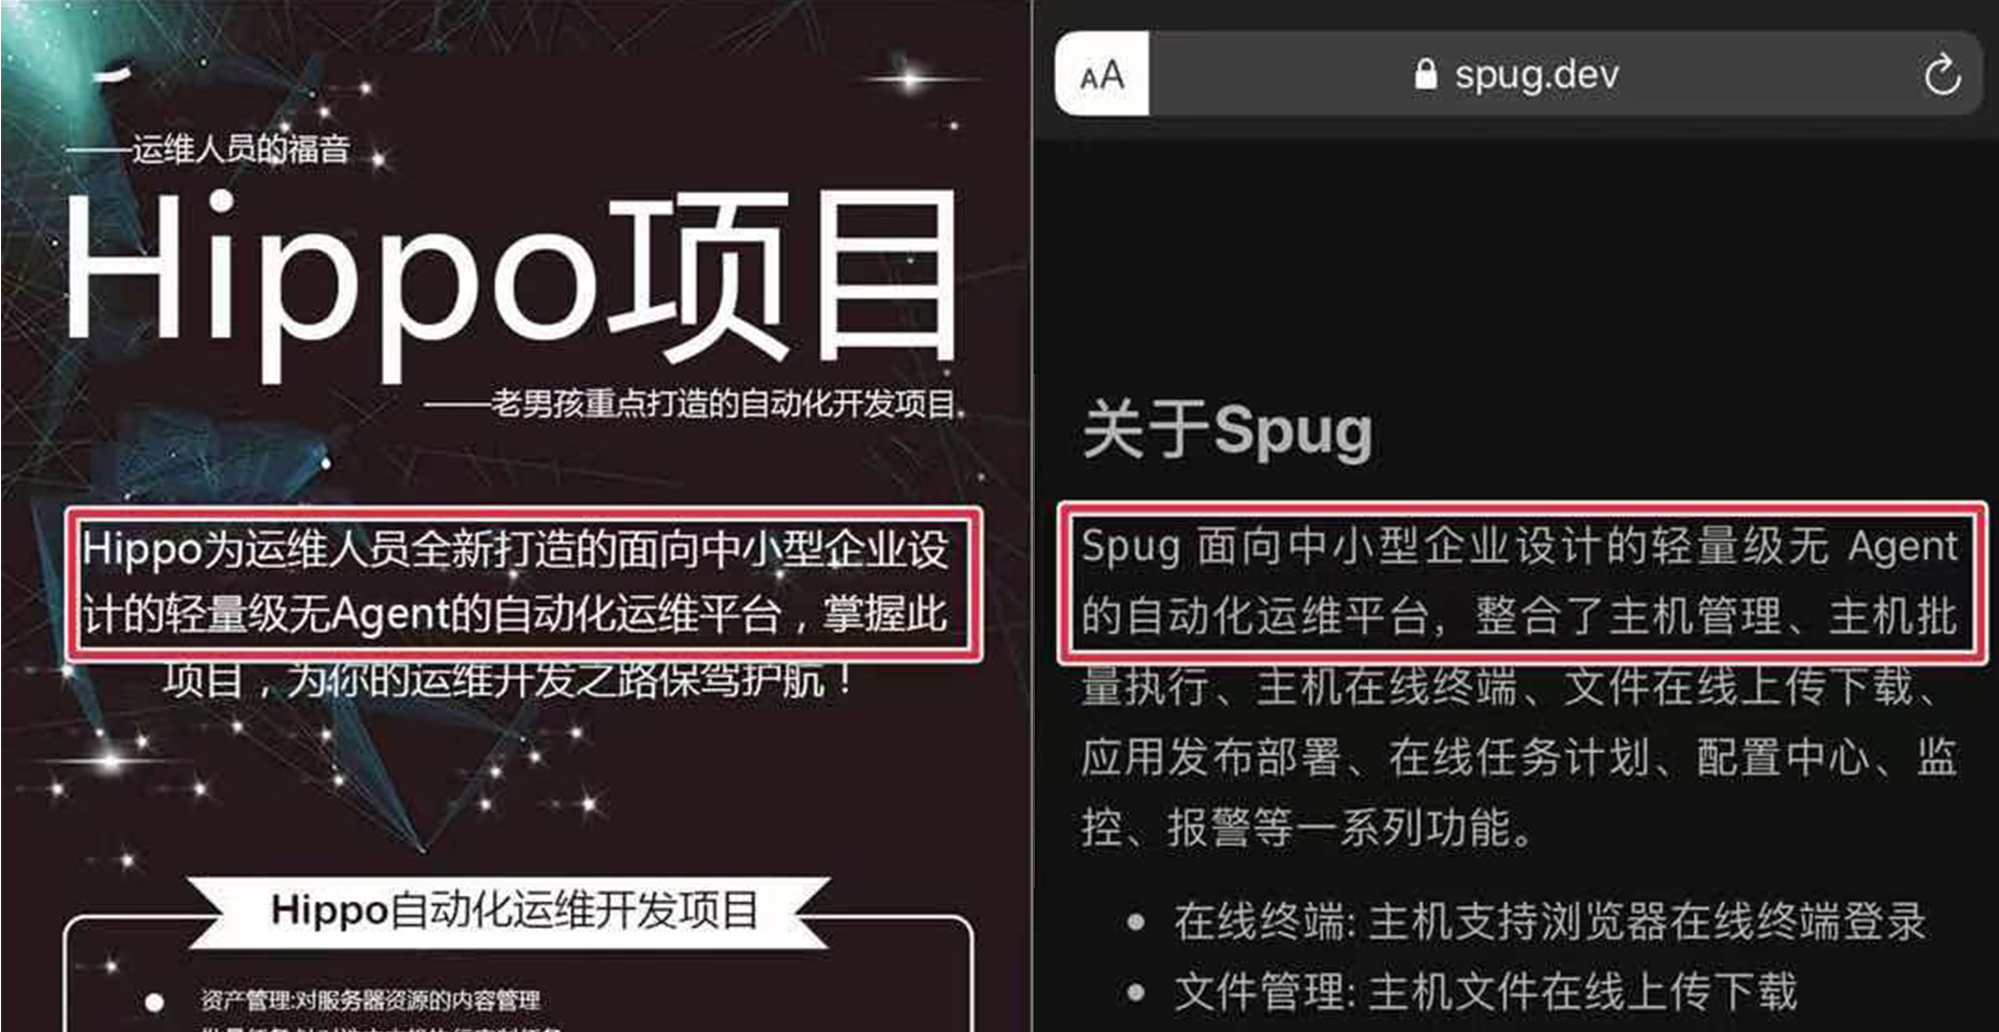 ——运维人员的福音
Hippo项目
——老男孩重点打造的自动化开发项目.
Hippo为运维人员全新打造的面向中小型企业设
计的轻量级无Agent的自动化运维平台，掌握此
项目，为你的运维开发之路保驾护航！
Hippo自动化运维开发项目
资产管理:对服务器资源的内容管理
AA
spug.dev
关于Spug
Spug 面向中小型企业设计的轻量级无 Agent
的自动化运维平台，整合了主机管理、主机批
量执行、主机在线终端、文件在线上传下载、
应用发布部署、在线任务计划、配置中心、监
控、报警等一系列功能。
• 在线终端: 主机支持浏览器在线终端登录
• 文件管理: 主机文件在线上传下载